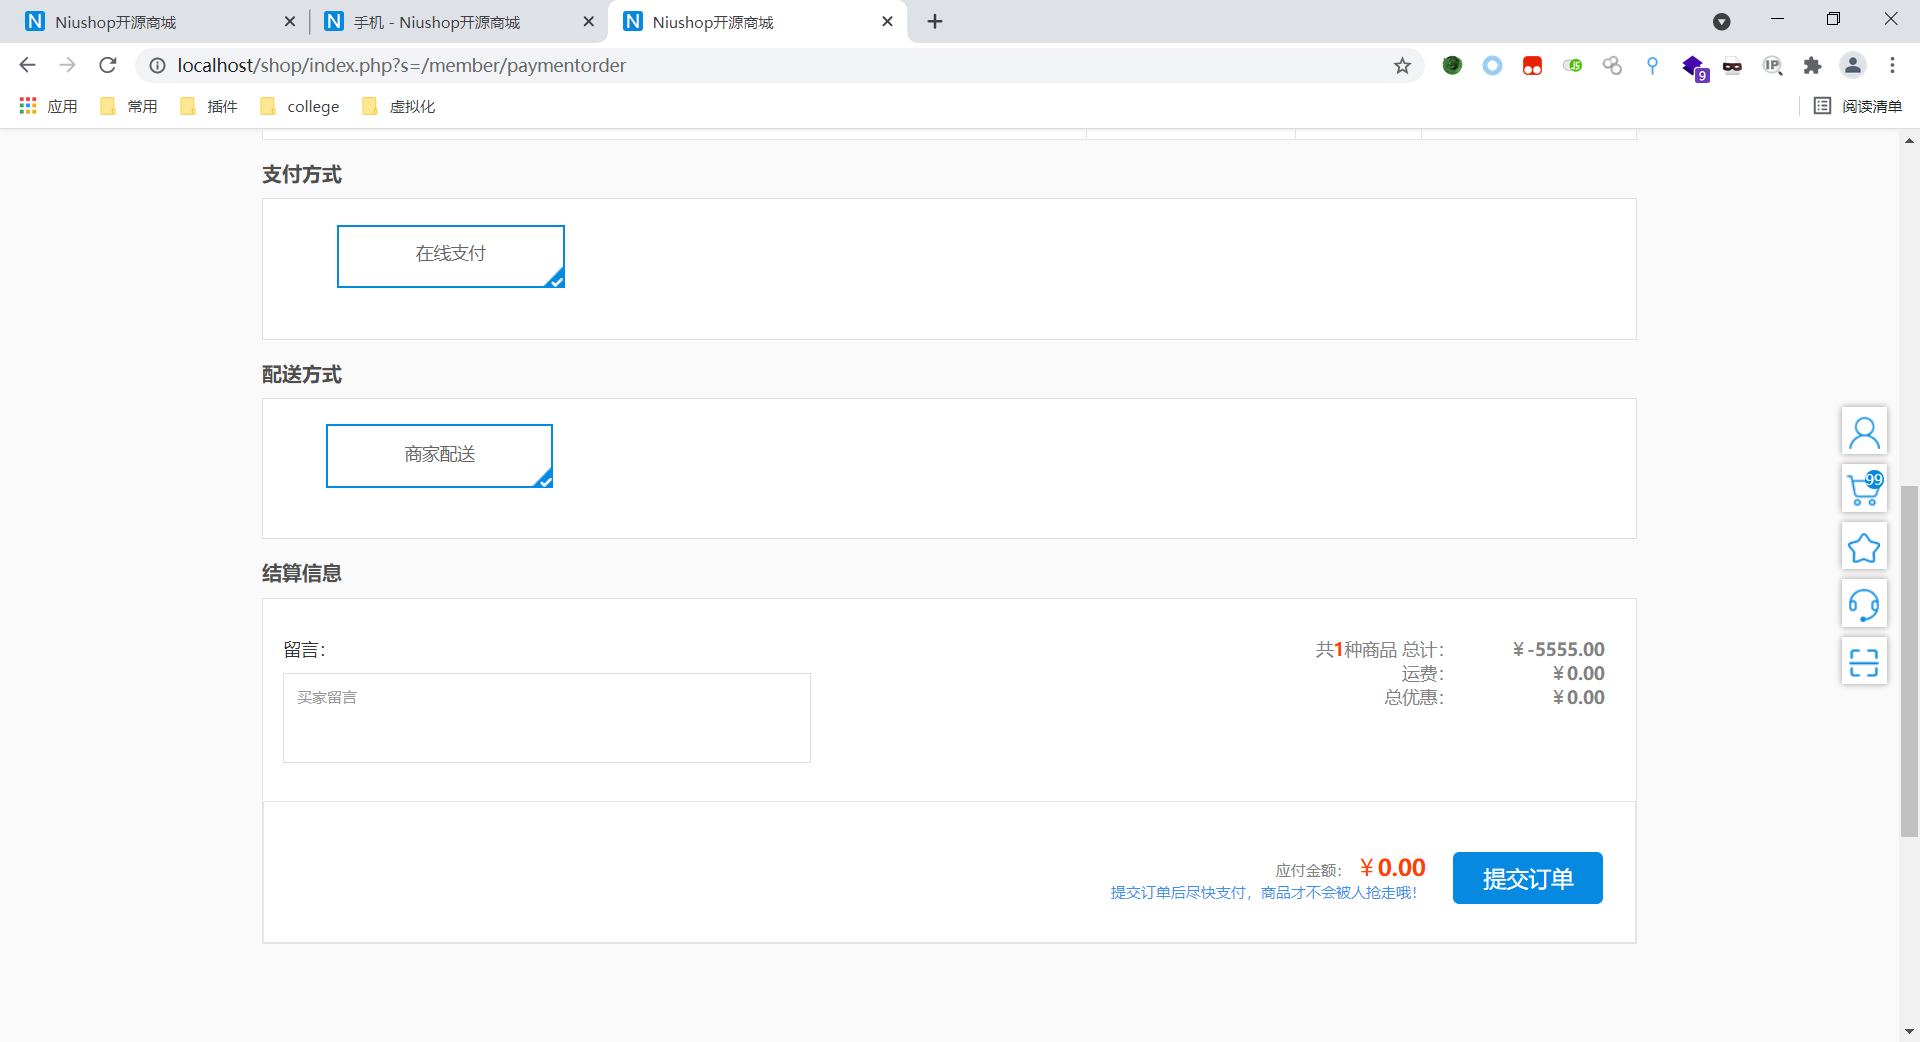 Niushop开源商城
手机 - Niushop开源商城
Niushop开源商城
localhost/shop/index.php?s=/member/paymentorder
JS
9
IP
应用
常用
插件
college
虚拟化
阅读清单
支付方式
在线支付
配送方式
商家配送
99
结算信息
留言：
买家留言
共1种商品 总计： ¥-5555.00
运费： ¥0.00
总优惠： ¥0.00
应付金额： ¥0.00
提交订单后尽快支付，商品才不会被人抢走哦！
提交订单